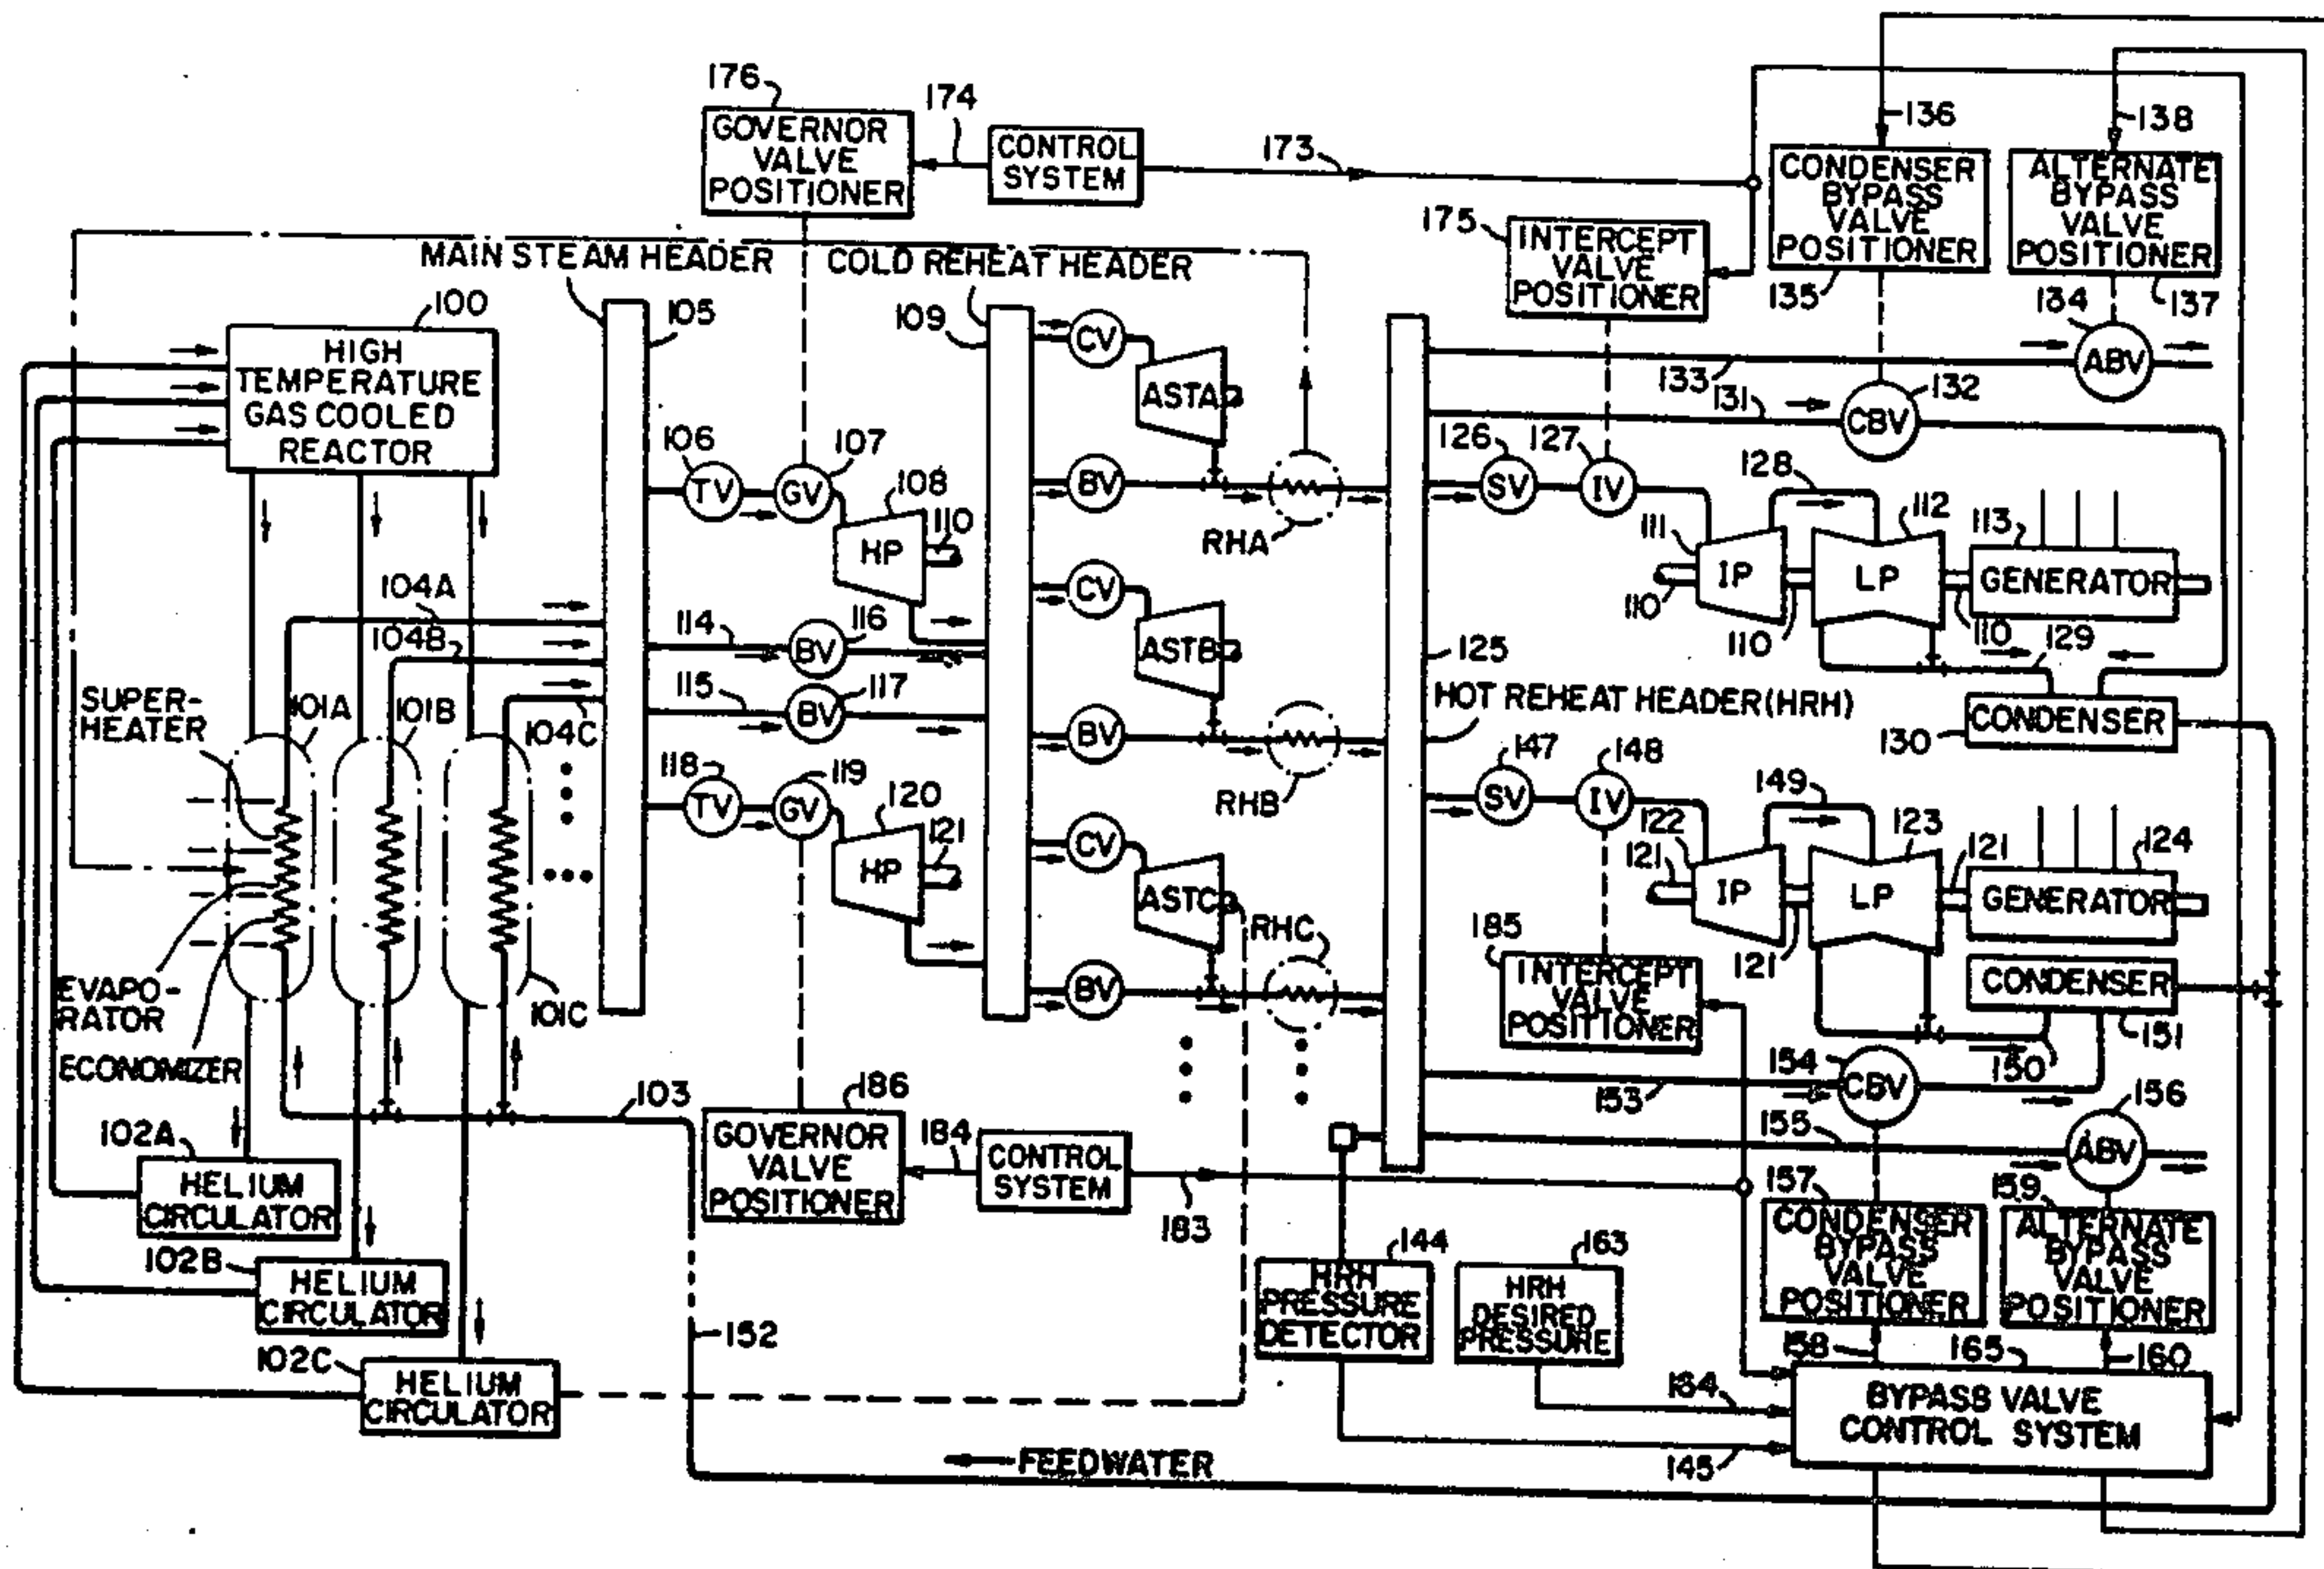 176
GOVERNOR
VALVE
POSITIONER
174
CONTROL
SYSTEM
173
136
138
CONDENSER
BYPASS
VALVE
POSITIONER
ALTERNATE
BYPASS
VALVE
POSITIONER
175
INTERCEPT
VALVE
POSITIONER
135
134
137
MAIN STEAM HEADER
COLD REHEAT HEADER
100
HIGH
TEMPERATURE
GAS COOLED
REACTOR
105
109
CV
ASTA
BV
RHA
133
ABV
131
132
CBV
106
TV
107
GV
108
HP
110
126
SV
127
IV
128
111
IP
110
110
112
LP
113
GENERATOR
110
129
CONDENSER
130
104A
104B
104C
114
116
BV
115
117
BV
CV
ASTB
BV
RHB
125
HOT REHEAT HEADER (HRH)
SUPER-
HEATER
101A
101B
101C
EVAPO-
RATOR
ECONOMIZER
118
TV
119
GV
120
HP
121
CV
ASTC
BV
RHC
147
SV
148
IV
149
122
121
IP
121
123
LP
121
124
GENERATOR
CONDENSER
151
150
185
INTERCEPT
VALVE
POSITIONER
153
154
CBV
155
156
ABV
103
102A
HELIUM
CIRCULATOR
102B
HELIUM
CIRCULATOR
102C
HELIUM
CIRCULATOR
186
GOVERNOR
VALVE
POSITIONER
184
CONTROL
SYSTEM
183
152
144
HRH
PRESSURE
DETECTOR
163
HRH
DESIRED
PRESSURE
157
CONDENSER
BYPASS
VALVE
POSITIONER
159
ALTERNATE
BYPASS
VALVE
POSITIONER
158
165
160
164
145
BYPASS VALVE
CONTROL SYSTEM
FEEDWATER